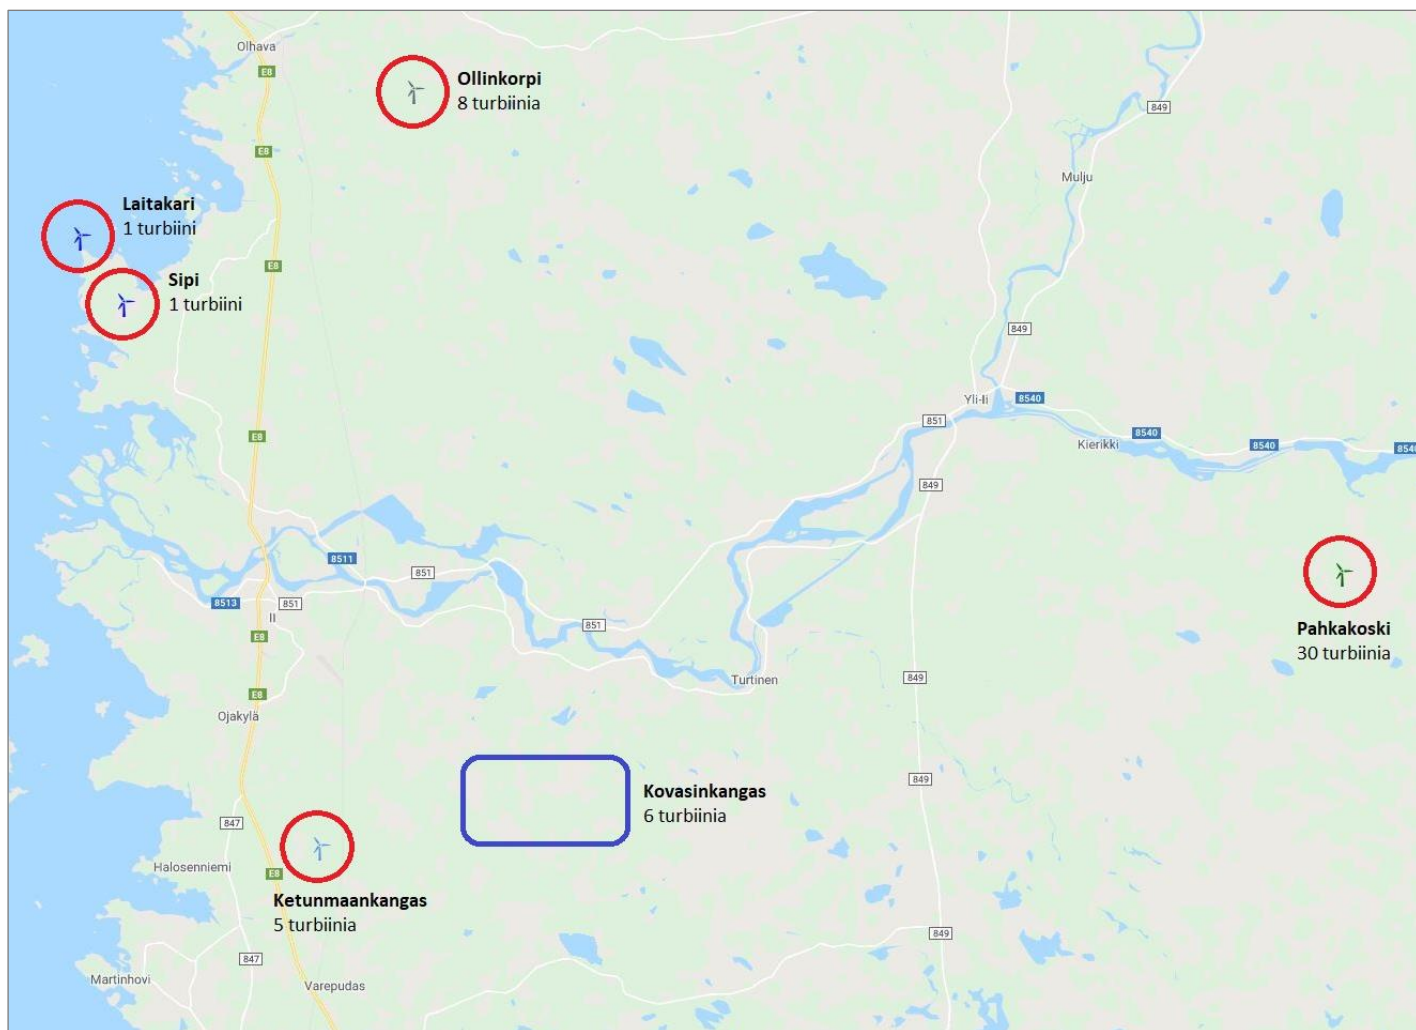 Olhava
E8
Ollinkorpi
8 turbiinia
849
E8
Mulju
Laitakari
1 turbiini
E8
Sipi
1 turbiini
849
Yli-Ii
8540
851
8540
8540
8540
Kierikki
E8
849
8511
851
8513
851
Ii
851
E8
Pahkakoski
30 turbiinia
Turtinen
849
E8
Ojakylä
849
Kovasinkangas
6 turbiinia
847
Halosenniemi
E8
Ketunmaankangas
5 turbiinia
849
847
Martinhovi
Varepudas